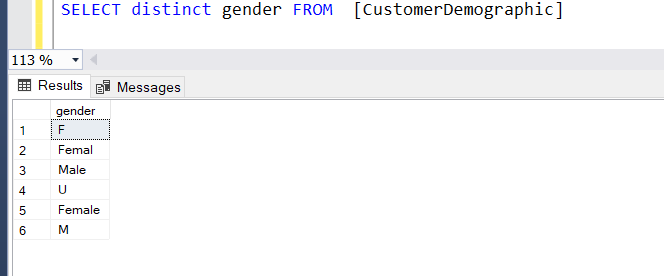 SELECT distinct gender FROM  [CustomerDemographic]
113 %
Results Messages
gender
1 F
2 Femal
3 Male
4 U
5 Female
6 M